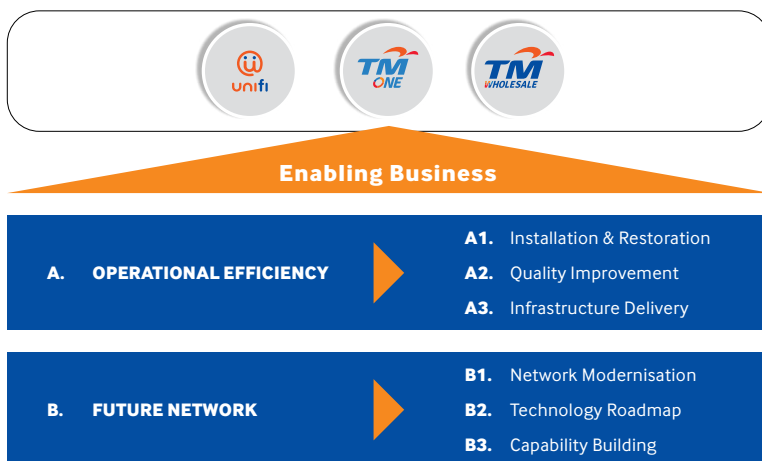 unifi
TM
ONE
TM
WHOLESALE
Enabling Business
A. OPERATIONAL EFFICIENCY
A1. Installation & Restoration
A2. Quality Improvement
A3. Infrastructure Delivery
B. FUTURE NETWORK
B1. Network Modernisation
B2. Technology Roadmap
B3. Capability Building